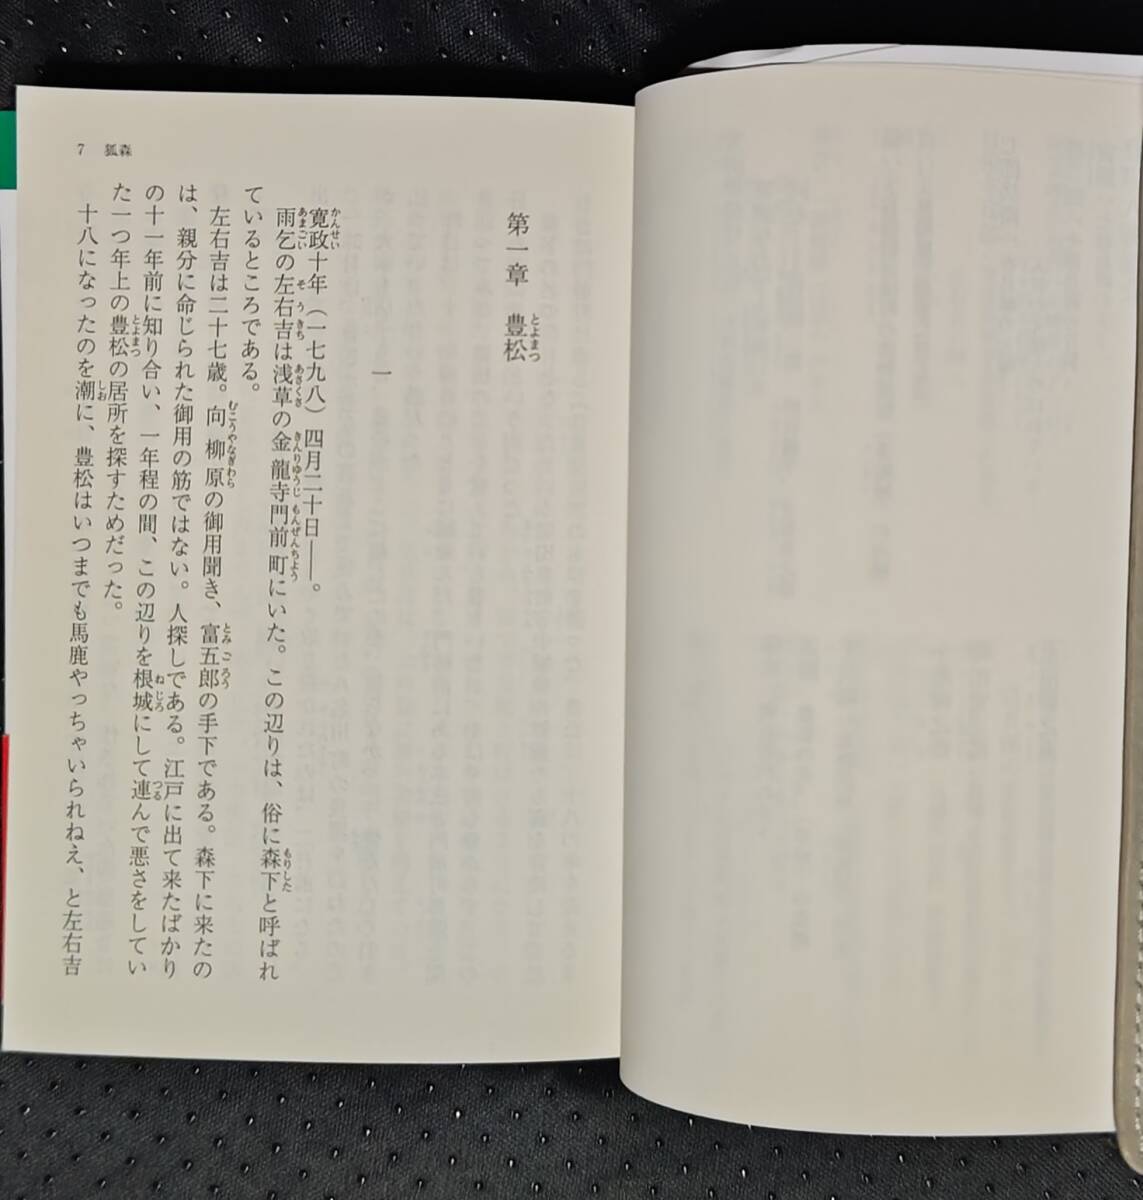 7 狐森
第一章 豊松
一
寛政十年（一七九八）四月二十日――。
雨乞の左右吉は浅草の金龍寺門前町にいた。この辺りは、俗に森下と呼ばれ
ているところである。
左右吉は二十七歳。向柳原の御用聞き、富五郎の手下である。森下に来たの
は、親分に命じられた御用の筋ではない。人探しである。江戸に出て来たばかり
の十一年前に知り合い、一年程の間、この辺りを根城にして連んで悪さをしてい
た一つ年上の豊松の居所を探すためだった。
十八になったのを潮に、豊松はいつまでも馬鹿やっちゃいられねえ、と左右吉